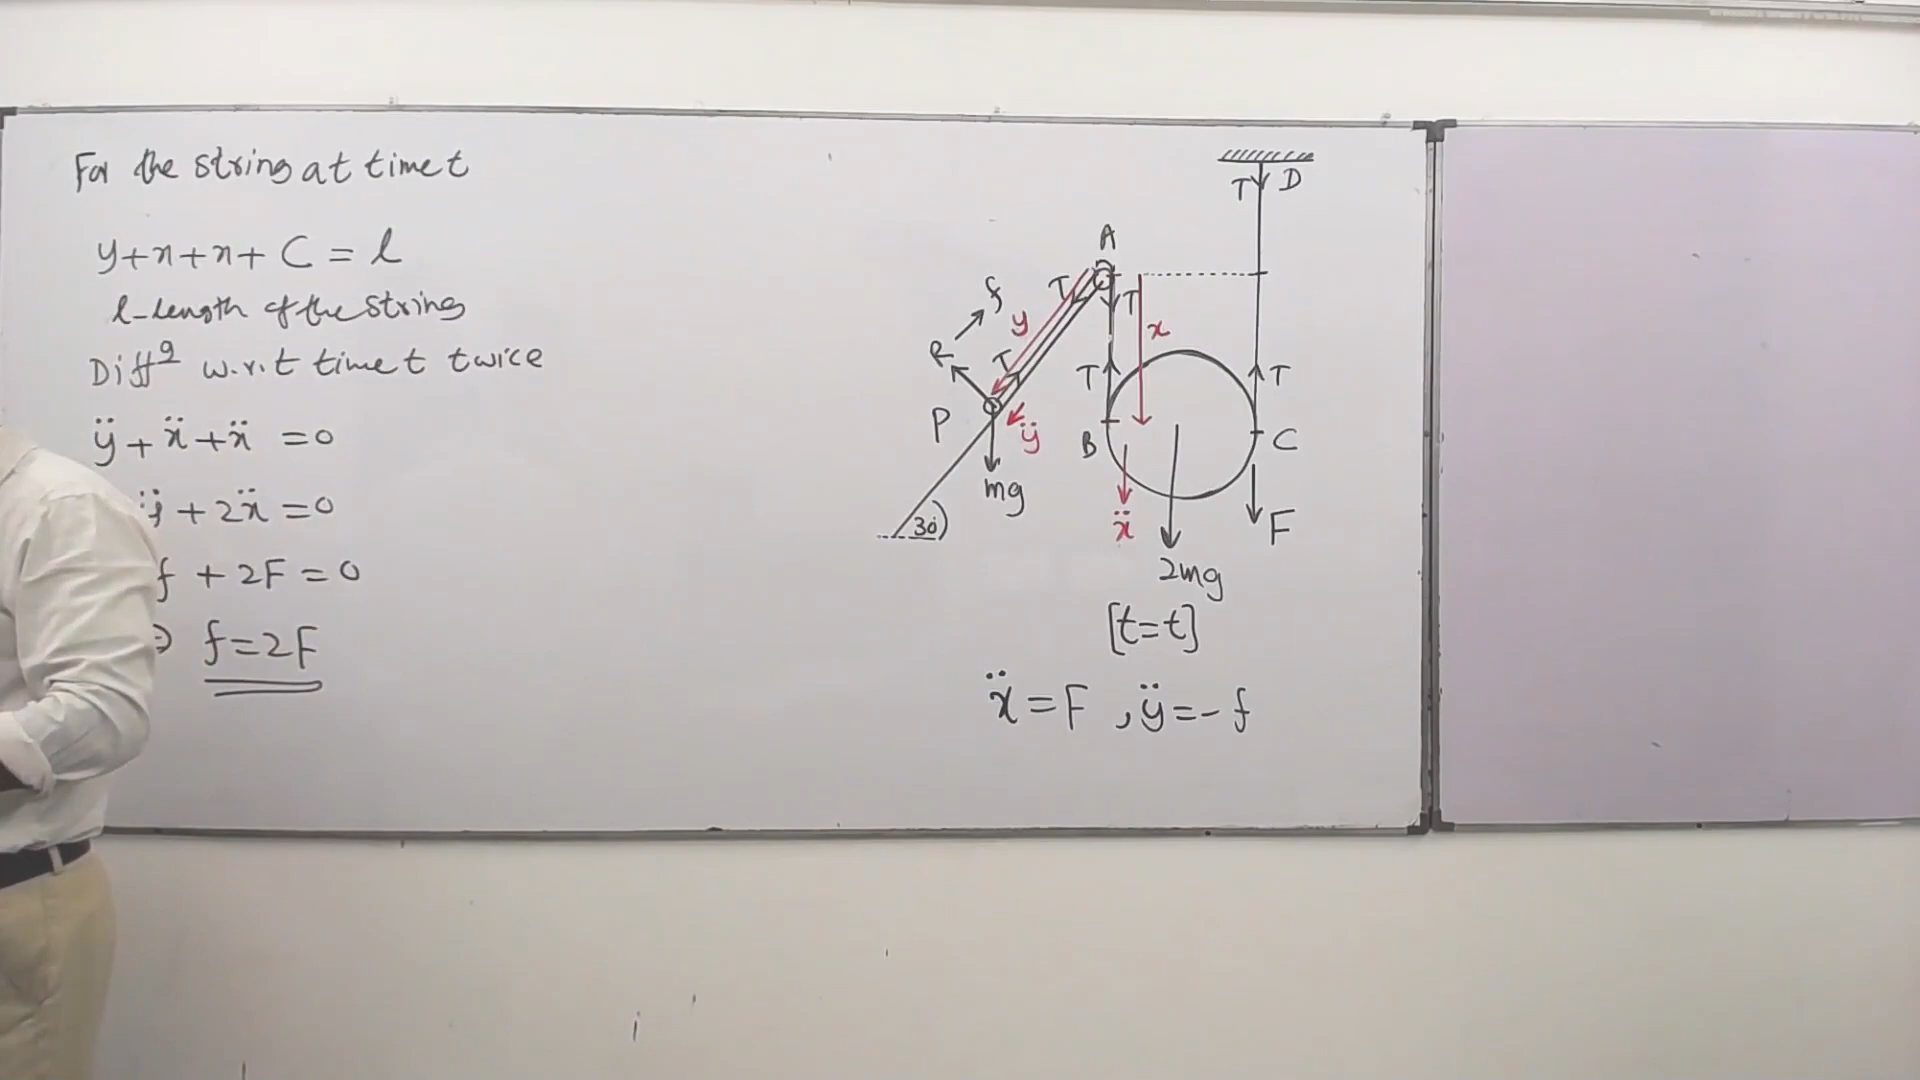 For the string at time t
y+x+x+ C = l
l-length of the string
Diffg w.r.t time t twice
ÿ + ẍ + ẍ = 0
+ 2ẍ = 0
f + 2F = 0
f = 2F
T D
A
f
T T
y x
R T
T T
P ÿ B C
mg
30°
ẍ F
2mg
[t=t]
ẍ = F , ÿ = - f